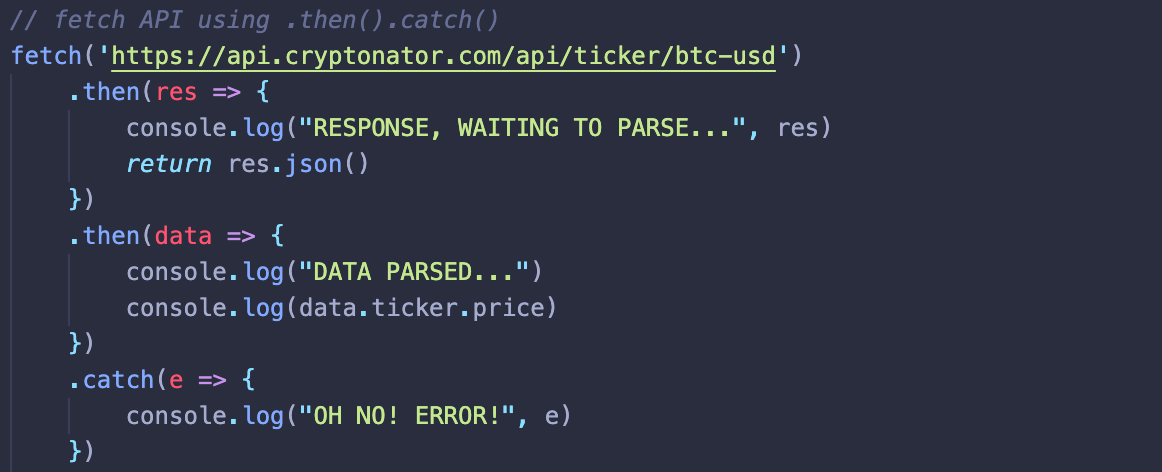 // fetch API using .then().catch()
fetch('https://api.cryptonator.com/api/ticker/btc-usd')
    .then(res => {
        console.log("RESPONSE, WAITING TO PARSE...", res)
        return res.json()
    })
    .then(data => {
        console.log("DATA PARSED...")
        console.log(data.ticker.price)
    })
    .catch(e => {
        console.log("OH NO! ERROR!", e)
    })